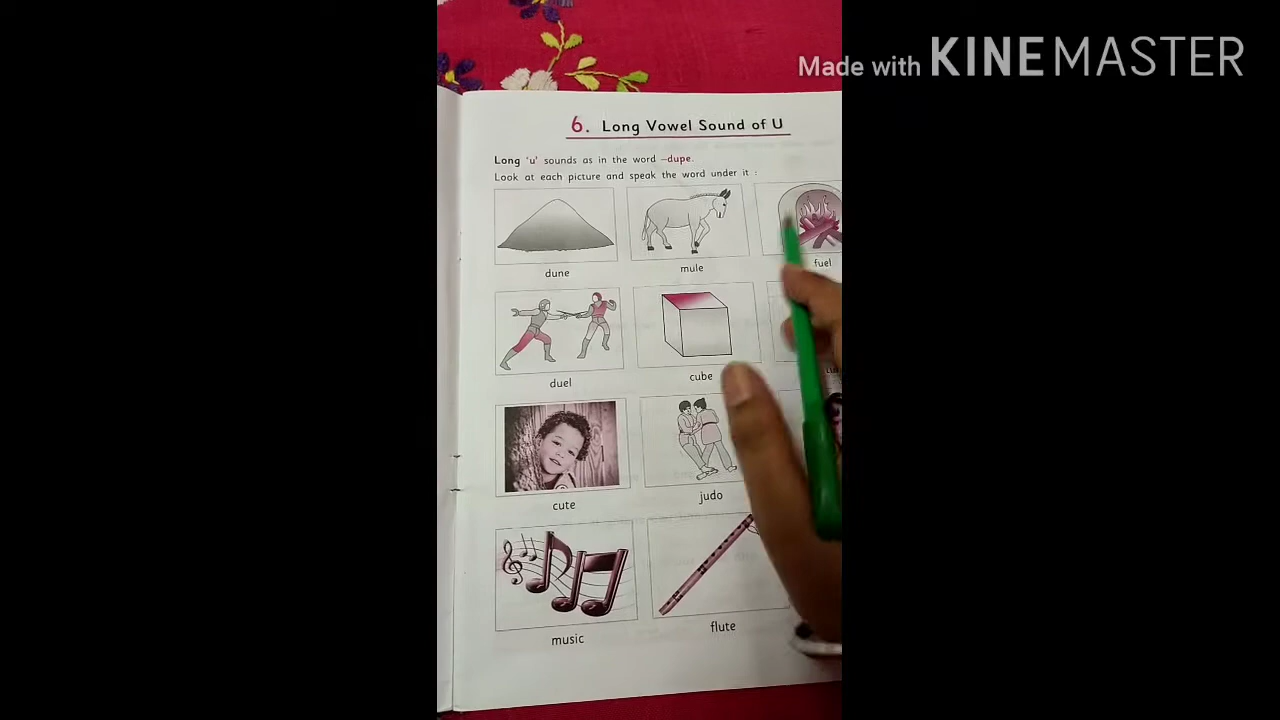 Made with KINEMASTER
6. Long Vowel Sound of U
Long 'u' sounds as in the word –dupe.
Look at each picture and speak the word under it :
dune mule fuel
duel cube
cute judo
music flute